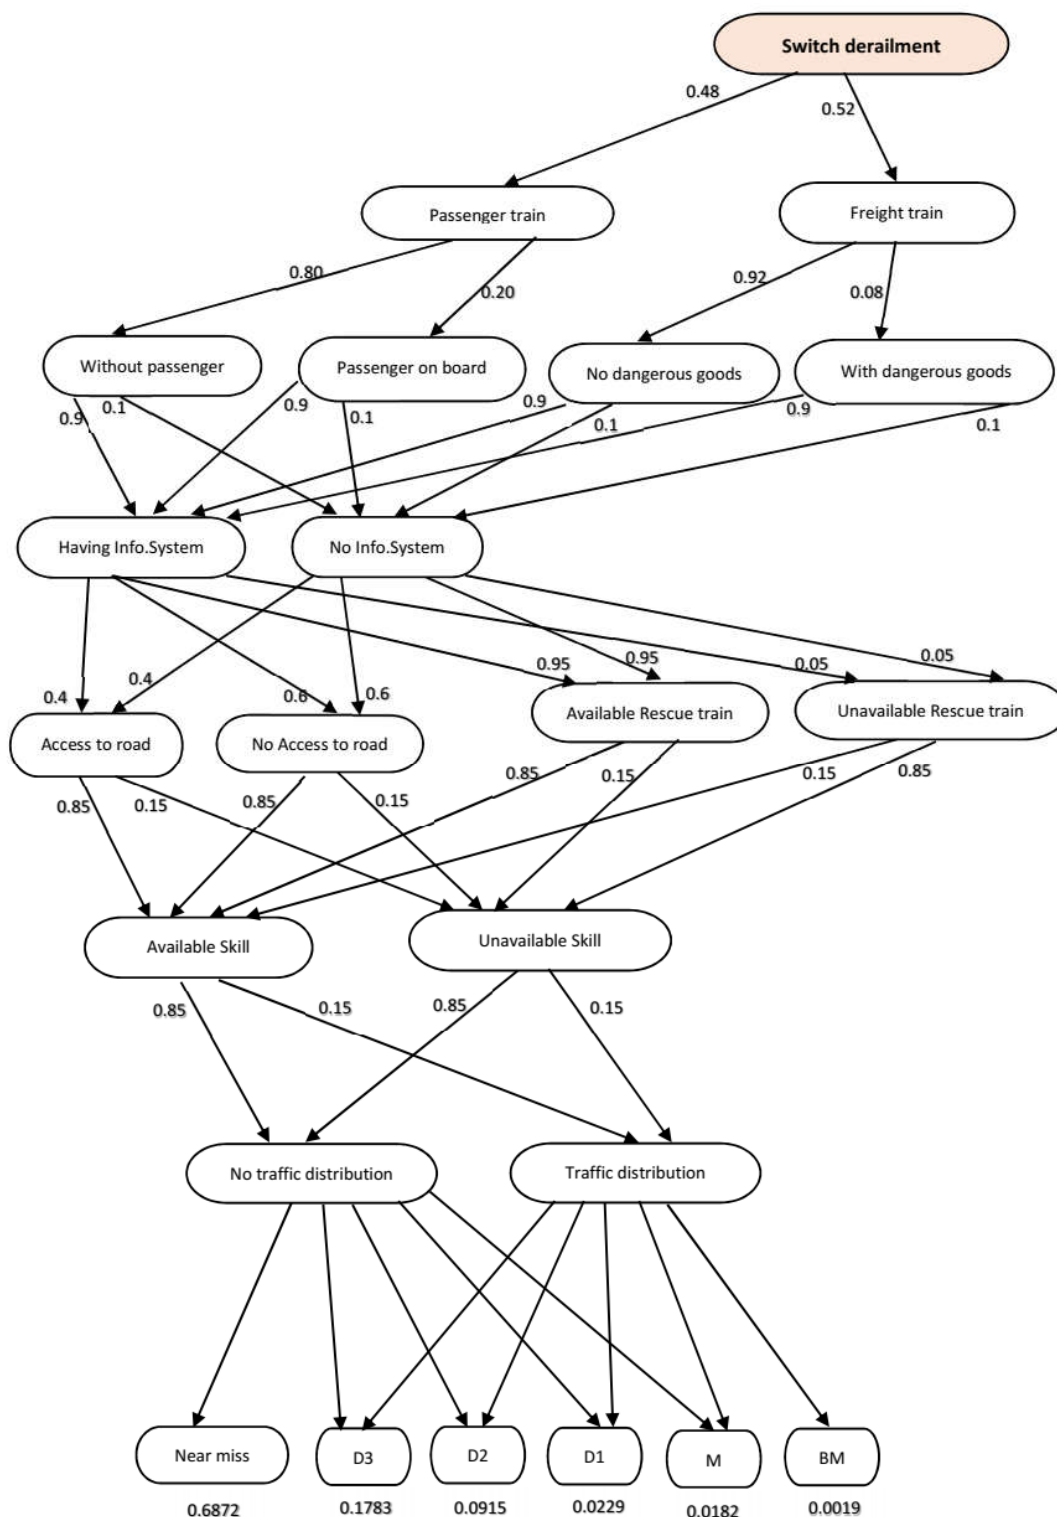 Switch derailment
0.48
0.52
Passenger train
Freight train
0.80
0.20
0.92
0.08
Without passenger
Passenger on board
No dangerous goods
With dangerous goods
0.9
0.1
0.9
0.1
0.9
0.1
0.9
0.1
Having Info.System
No Info.System
0.4
0.4
0.6
0.6
0.95
0.95
0.05
0.05
Access to road
No Access to road
Available Rescue train
Unavailable Rescue train
0.85
0.15
0.85
0.15
0.85
0.15
0.15
0.85
Available Skill
Unavailable Skill
0.85
0.15
0.85
0.15
No traffic distribution
Traffic distribution
Near miss
D3
D2
D1
M
BM
0.6872
0.1783
0.0915
0.0229
0.0182
0.0019